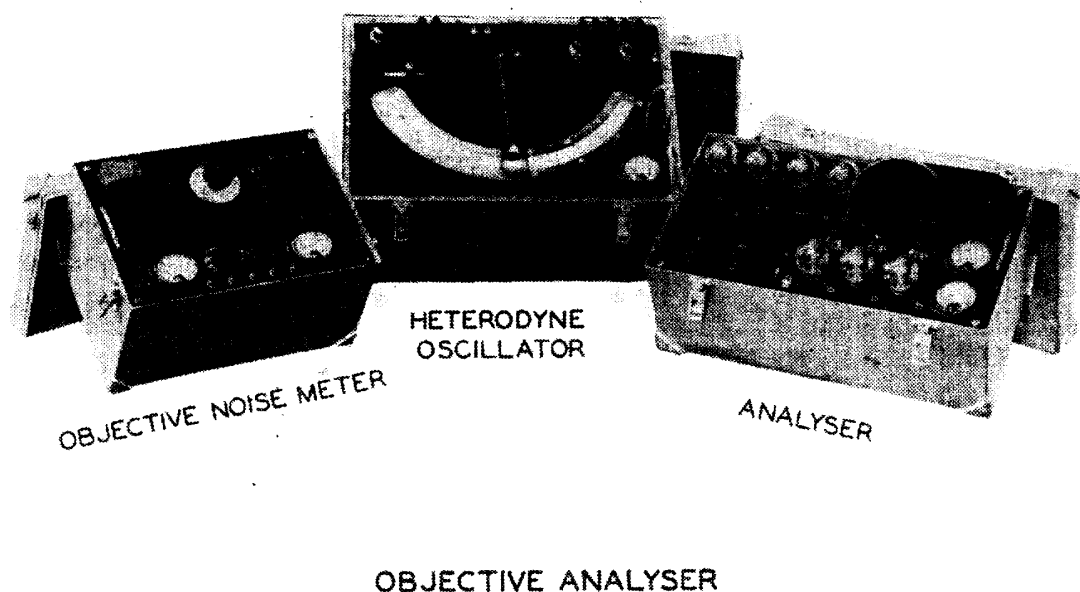 HETERODYNE
OSCILLATOR
OBJECTIVE NOISE METER
ANALYSER
OBJECTIVE ANALYSER